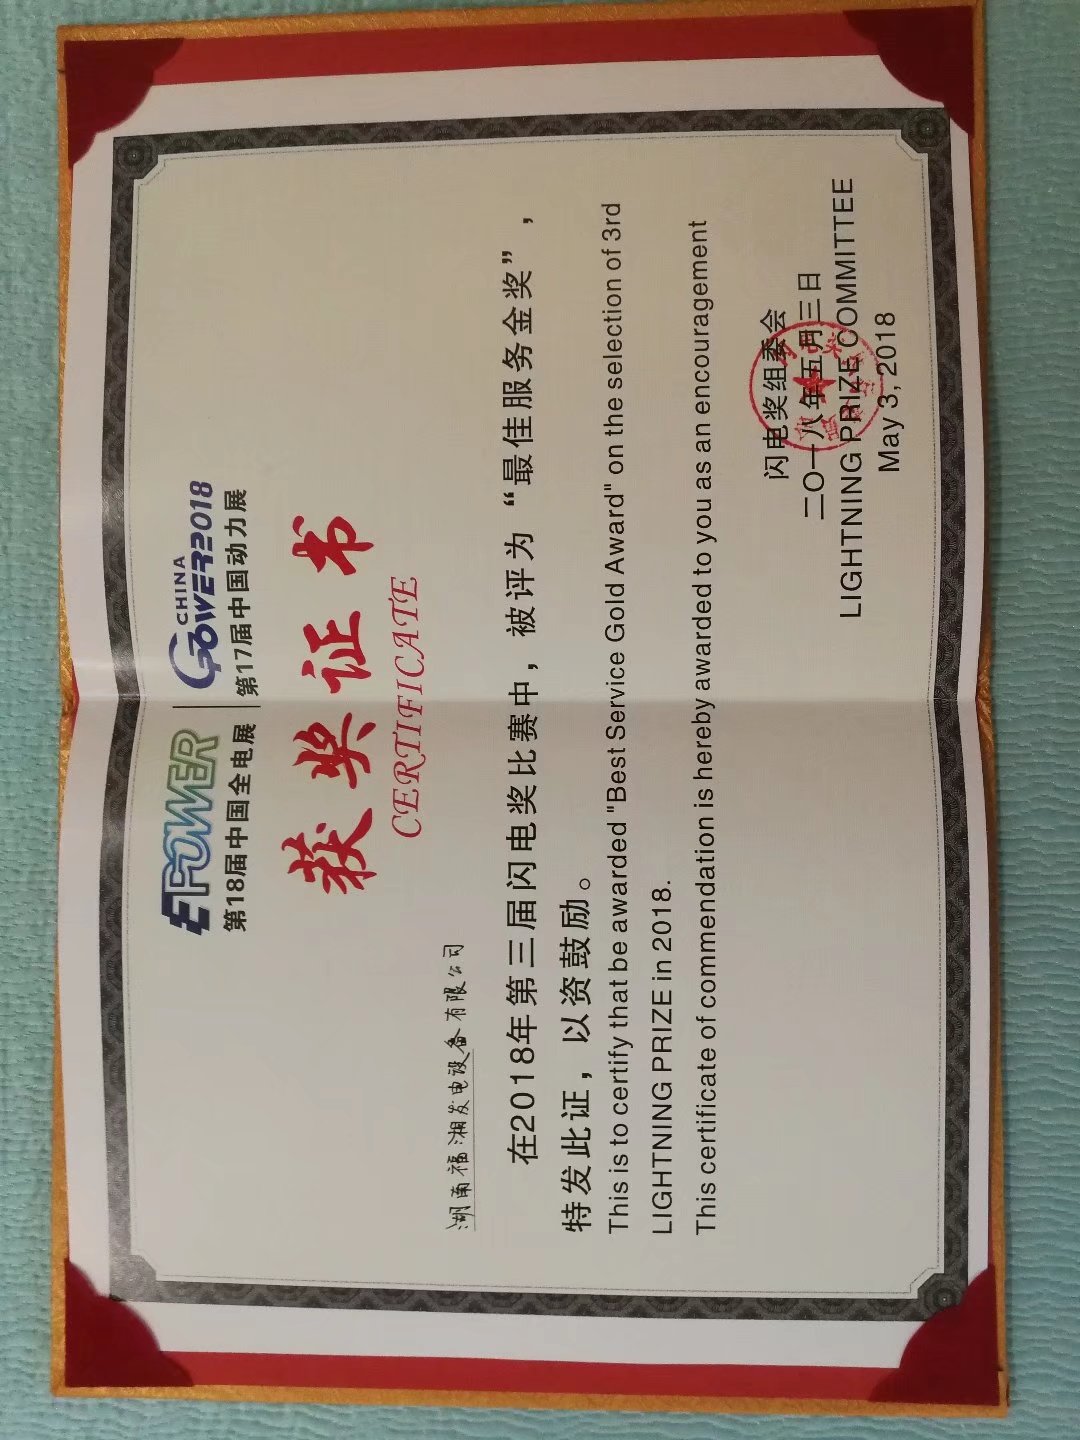 EPOWER
第18届中国全电展
CHINA
GPOWER2018
第17届中国动力展
获奖证书
CERTIFICATE
湖南福湘发电设备有限公司
在2018年第三届闪电奖比赛中，被评为“最佳服务金奖”，
特发此证，以资鼓励。
This is to certify that be awarded "Best Service Gold Award" on the selection of 3rd
LIGHTNING PRIZE in 2018.
This certificate of commendation is hereby awarded to you as an encouragement
闪电奖组委会
二〇一八年五月三日
LIGHTNING PRIZE COMMITTEE
May 3, 2018